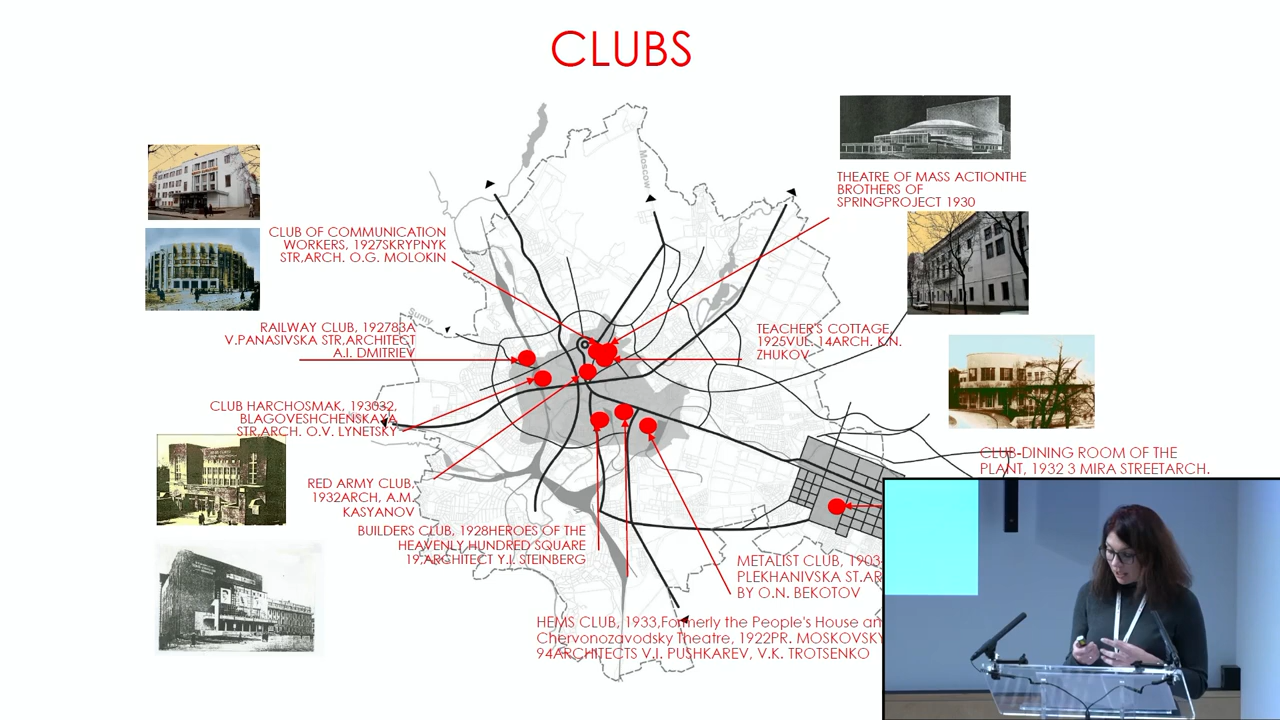 CLUBS
Moscow
Sumy
THEATRE OF MASS ACTIONTHE
BROTHERS OF
SPRINGPROJECT 1930
CLUB OF COMMUNICATION
WORKERS, 1927SKRYPNYK
STR.ARCH. O.G. MOLOKIN
RAILWAY CLUB, 192783A
V.PANASIVSKA STR.ARCHITECT
A.I. DMITRIEV
TEACHER'S COTTAGE,
1925VUL. 14ARCH. K.N.
ZHUKOV
CLUB HARCHOSMAK, 193032,
BLAGOVESHCHENSKAYA
STR.ARCH. O.V. LYNETSKY
CLUB-DINING ROOM OF THE
PLANT, 1932 3 MIRA STREETARCH.
RED ARMY CLUB,
1932ARCH, A.M.
KASYANOV
BUILDERS CLUB, 1928HEROES OF THE
HEAVENLY HUNDRED SQUARE
19,ARCHITECT Y.I. STEINBERG
METALIST CLUB, 1903
PLEKHANIVSKA ST.AR
BY O.N. BEKOTOV
HEMS CLUB, 1933,Formerly the People's House an
Chervonozavodsky Theatre, 1922PR. MOSKOVSKY
94ARCHITECTS V.I. PUSHKAREV, V.K. TROTSENKO